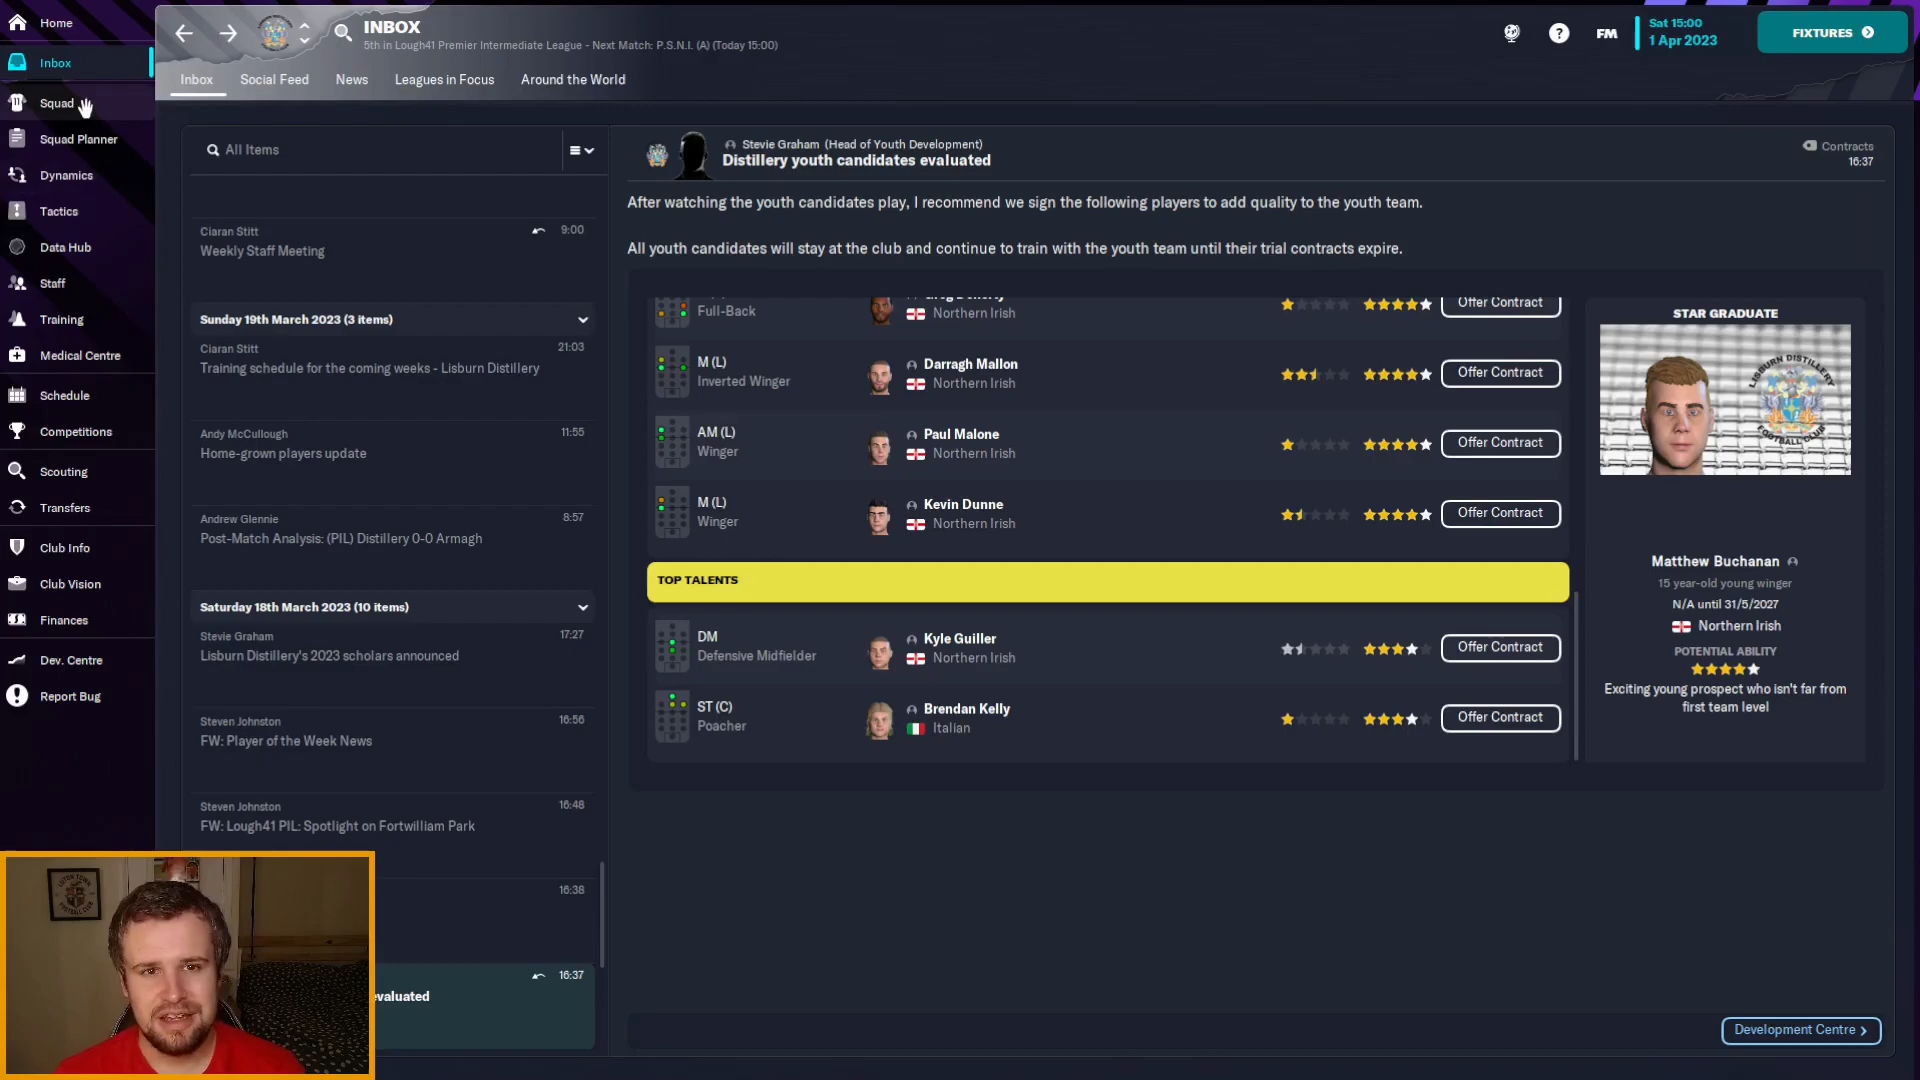 Home
Inbox
Squad
Squad Planner
Dynamics
Tactics
Data Hub
Staff
Training
Medical Centre
Schedule
Competitions
Scouting
Transfers
Club Info
Club Vision
Finances
Dev. Centre
Report Bug
INBOX
5th in Lough41 Premier Intermediate League - Next Match: P.S.N.I. (A) (Today 15:00)
FM
Sat 15:00
1 Apr 2023
FIXTURES
Inbox
Social Feed
News
Leagues in Focus
Around the World
All Items
Ciaran Stitt
9:00
Weekly Staff Meeting
Sunday 19th March 2023 (3 items)
Ciaran Stitt
21:03
Training schedule for the coming weeks - Lisburn Distillery
Andy McCullough
11:55
Home-grown players update
Andrew Glennie
8:57
Post-Match Analysis: (PIL) Distillery 0-0 Armagh
Saturday 18th March 2023 (10 items)
Stevie Graham
17:27
Lisburn Distillery's 2023 scholars announced
Steven Johnston
16:56
FW: Player of the Week News
Steven Johnston
16:48
FW: Lough41 PIL: Spotlight on Fortwilliam Park
16:38
16:37
evaluated
Stevie Graham (Head of Youth Development)
Distillery youth candidates evaluated
Contracts
16:37
After watching the youth candidates play, I recommend we sign the following players to add quality to the youth team.
All youth candidates will stay at the club and continue to train with the youth team until their trial contracts expire.
Full-Back
Northern Irish
Offer Contract
M (L)
Inverted Winger
Darragh Mallon
Northern Irish
Offer Contract
AM (L)
Winger
Paul Malone
Northern Irish
Offer Contract
M (L)
Winger
Kevin Dunne
Northern Irish
Offer Contract
TOP TALENTS
DM
Defensive Midfielder
Kyle Guiller
Northern Irish
Offer Contract
ST (C)
Poacher
Brendan Kelly
Italian
Offer Contract
STAR GRADUATE
LISBURN DISTILLERY
FOOTBALL CLUB
Matthew Buchanan
15 year-old young winger
N/A until 31/5/2027
Northern Irish
POTENTIAL ABILITY
Exciting young prospect who isn't far from
first team level
Development Centre
LUTON TOWN